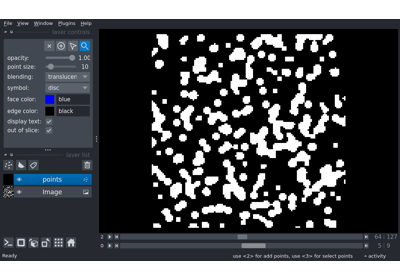 File View Window Plugins Help
layer controls
opacity: 1.00
point size: 10
blending: translucen
symbol: disc
face color: blue
edge color: black
display text:
out of slice:
layer list
points
Image
2 64 127
0 5 9
Ready use <2> for add points, use <3> for select points activity